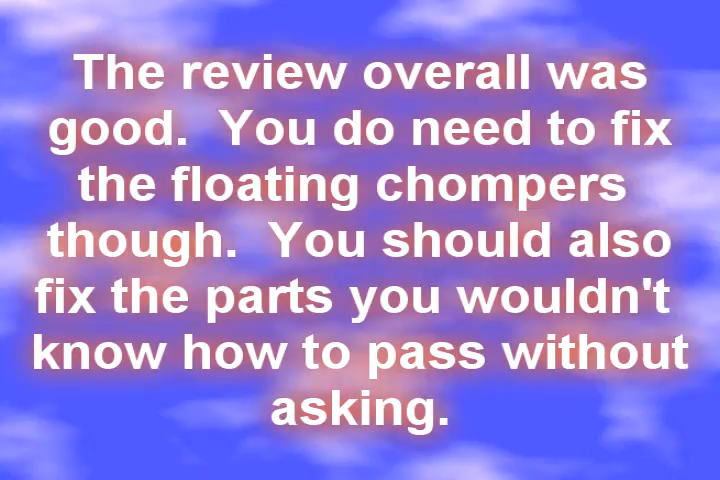 The review overall was
good.  You do need to fix
the floating chompers
though.  You should also
fix the parts you wouldn't
know how to pass without
asking.